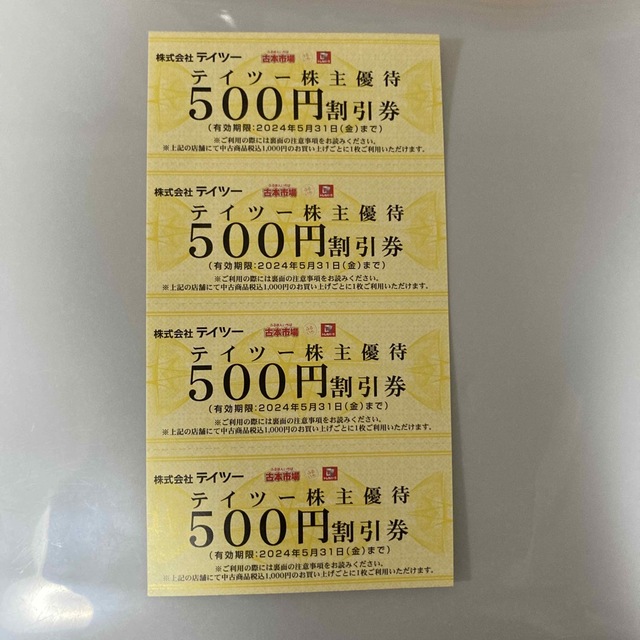 株式会社 テイツー 古本市場
テイツー株主優待
500円割引券
(有効期限:2024年5月31日(金)まで)
※ご利用の際には裏面の注意事項をお読みください。
※上記の店舗にて中古商品税込1,000円のお買い上げごとに1枚ご利用いただけます。
株式会社 テイツー 古本市場
テイツー株主優待
500円割引券
(有効期限:2024年5月31日(金)まで)
※ご利用の際には裏面の注意事項をお読みください。
※上記の店舗にて中古商品税込1,000円のお買い上げごとに1枚ご利用いただけます。
株式会社 テイツー 古本市場
テイツー株主優待
500円割引券
(有効期限:2024年5月31日(金)まで)
※ご利用の際には裏面の注意事項をお読みください。
※上記の店舗にて中古商品税込1,000円のお買い上げごとに1枚ご利用いただけます。
株式会社 テイツー 古本市場
テイツー株主優待
500円割引券
(有効期限:2024年5月31日(金)まで)
※ご利用の際には裏面の注意事項をお読みください。
※上記の店舗にて中古商品税込1,000円のお買い上げごとに1枚ご利用いただけます。